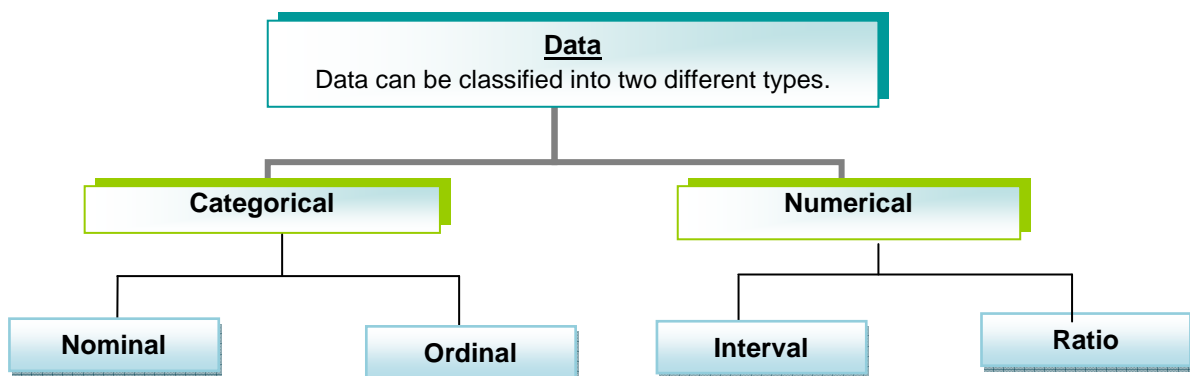 Data
Data can be classified into two different types.
Categorical
Numerical
Nominal
Ordinal
Interval
Ratio